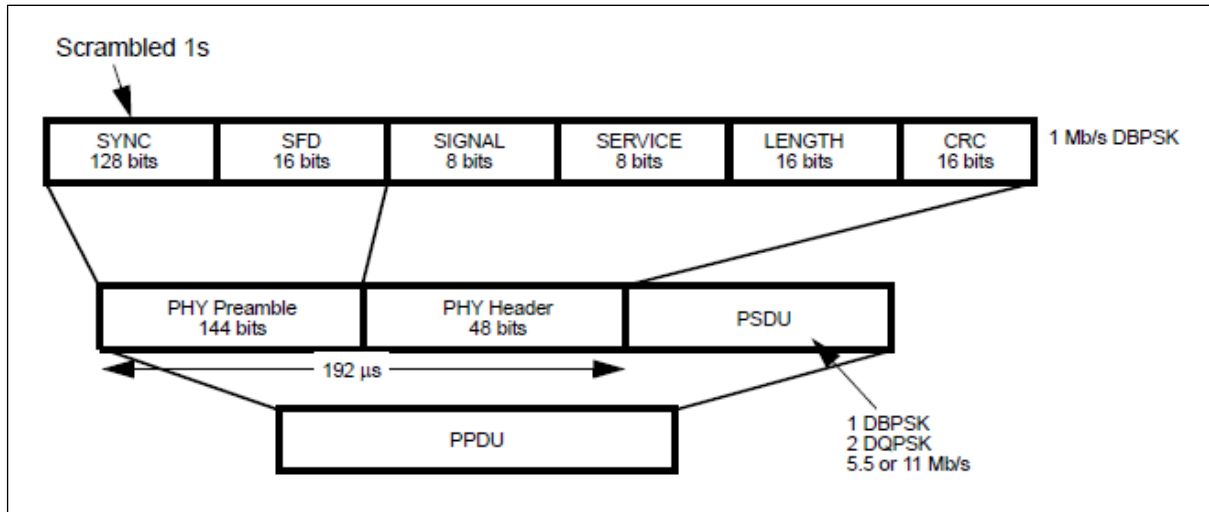 Scrambled 1s
SYNC
128 bits
SFD
16 bits
SIGNAL
8 bits
SERVICE
8 bits
LENGTH
16 bits
CRC
16 bits
1 Mb/s DBPSK
PHY Preamble
144 bits
PHY Header
48 bits
PSDU
192 μs
1 DBPSK
2 DQPSK
5.5 or 11 Mb/s
PPDU